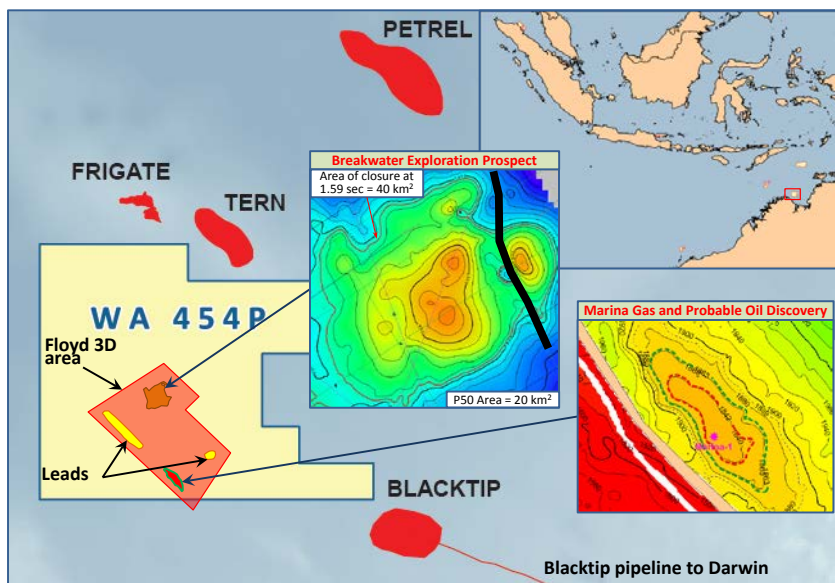 PETREL
FRIGATE
TERN
Breakwater Exploration Prospect
Area of closure at
1.59 sec = 40 km²
P50 Area = 20 km²
WA 454P
Floyd 3D
area
Leads
Marina Gas and Probable Oil Discovery
BLACKTIP
Blacktip pipeline to Darwin